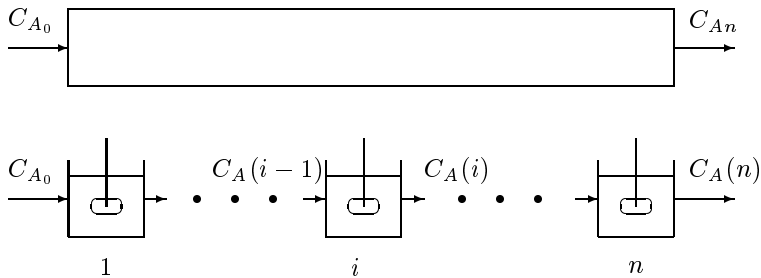 C_{A_0} C_{An}
C_{A_0} C_A(i − 1) C_A(i) C_A(n)
1 i n